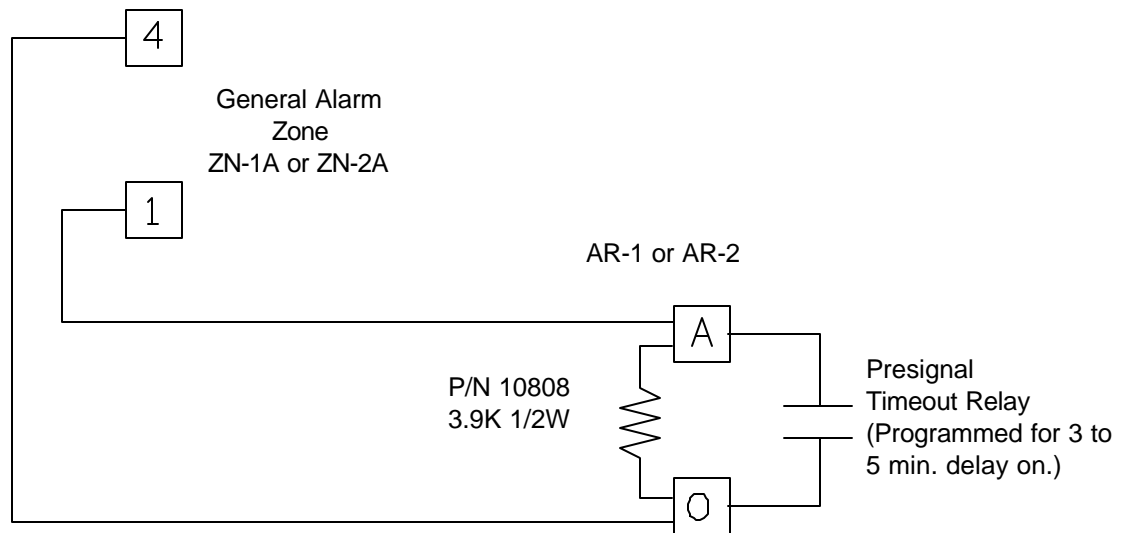 4
General Alarm
Zone
ZN-1A or ZN-2A
1
AR-1 or AR-2
A
P/N 10808
3.9K 1/2W
Presignal
Timeout Relay
(Programmed for 3 to
5 min. delay on.)
O